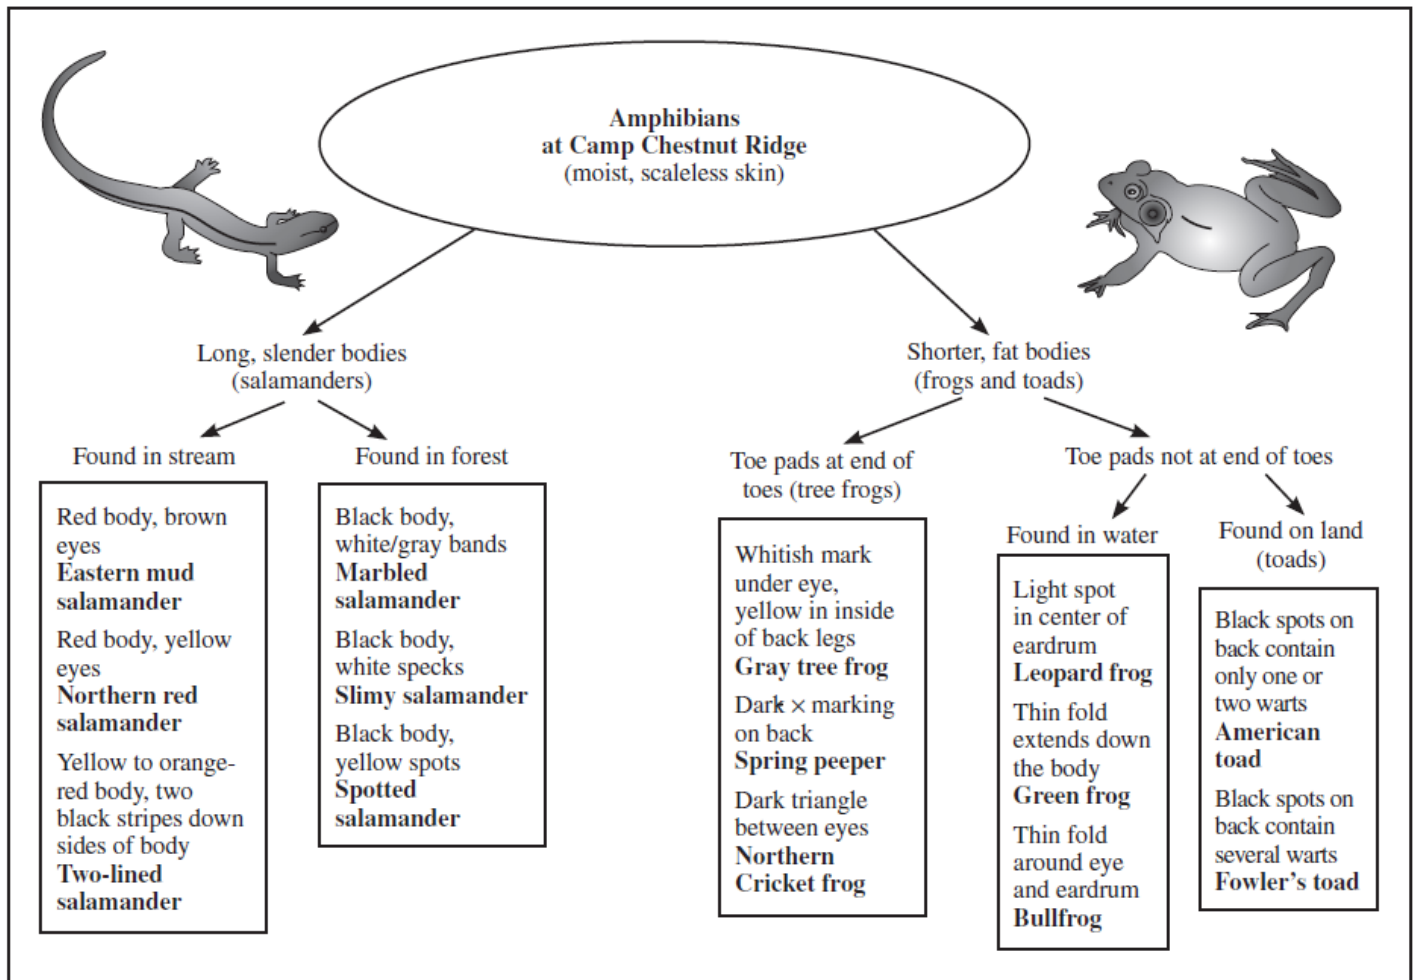 Amphibians
at Camp Chestnut Ridge
(moist, scaleless skin)
Long, slender bodies
(salamanders)
Found in stream
Red body, brown
eyes
Eastern mud
salamander
Red body, yellow
eyes
Northern red
salamander
Yellow to orange-
red body, two
black stripes down
sides of body
Two-lined
salamander
Found in forest
Black body,
white/gray bands
Marbled
salamander
Black body,
white specks
Slimy salamander
Black body,
yellow spots
Spotted
salamander
Shorter, fat bodies
(frogs and toads)
Toe pads at end of
toes (tree frogs)
Whitish mark
under eye,
yellow in inside
of back legs
Gray tree frog
Dark × marking
on back
Spring peeper
Dark triangle
between eyes
Northern
Cricket frog
Toe pads not at end of toes
Found in water
Light spot
in center of
eardrum
Leopard frog
Thin fold
extends down
the body
Green frog
Thin fold
around eye
and eardrum
Bullfrog
Found on land
(toads)
Black spots on
back contain
only one or
two warts
American
toad
Black spots on
back contain
several warts
Fowler's toad